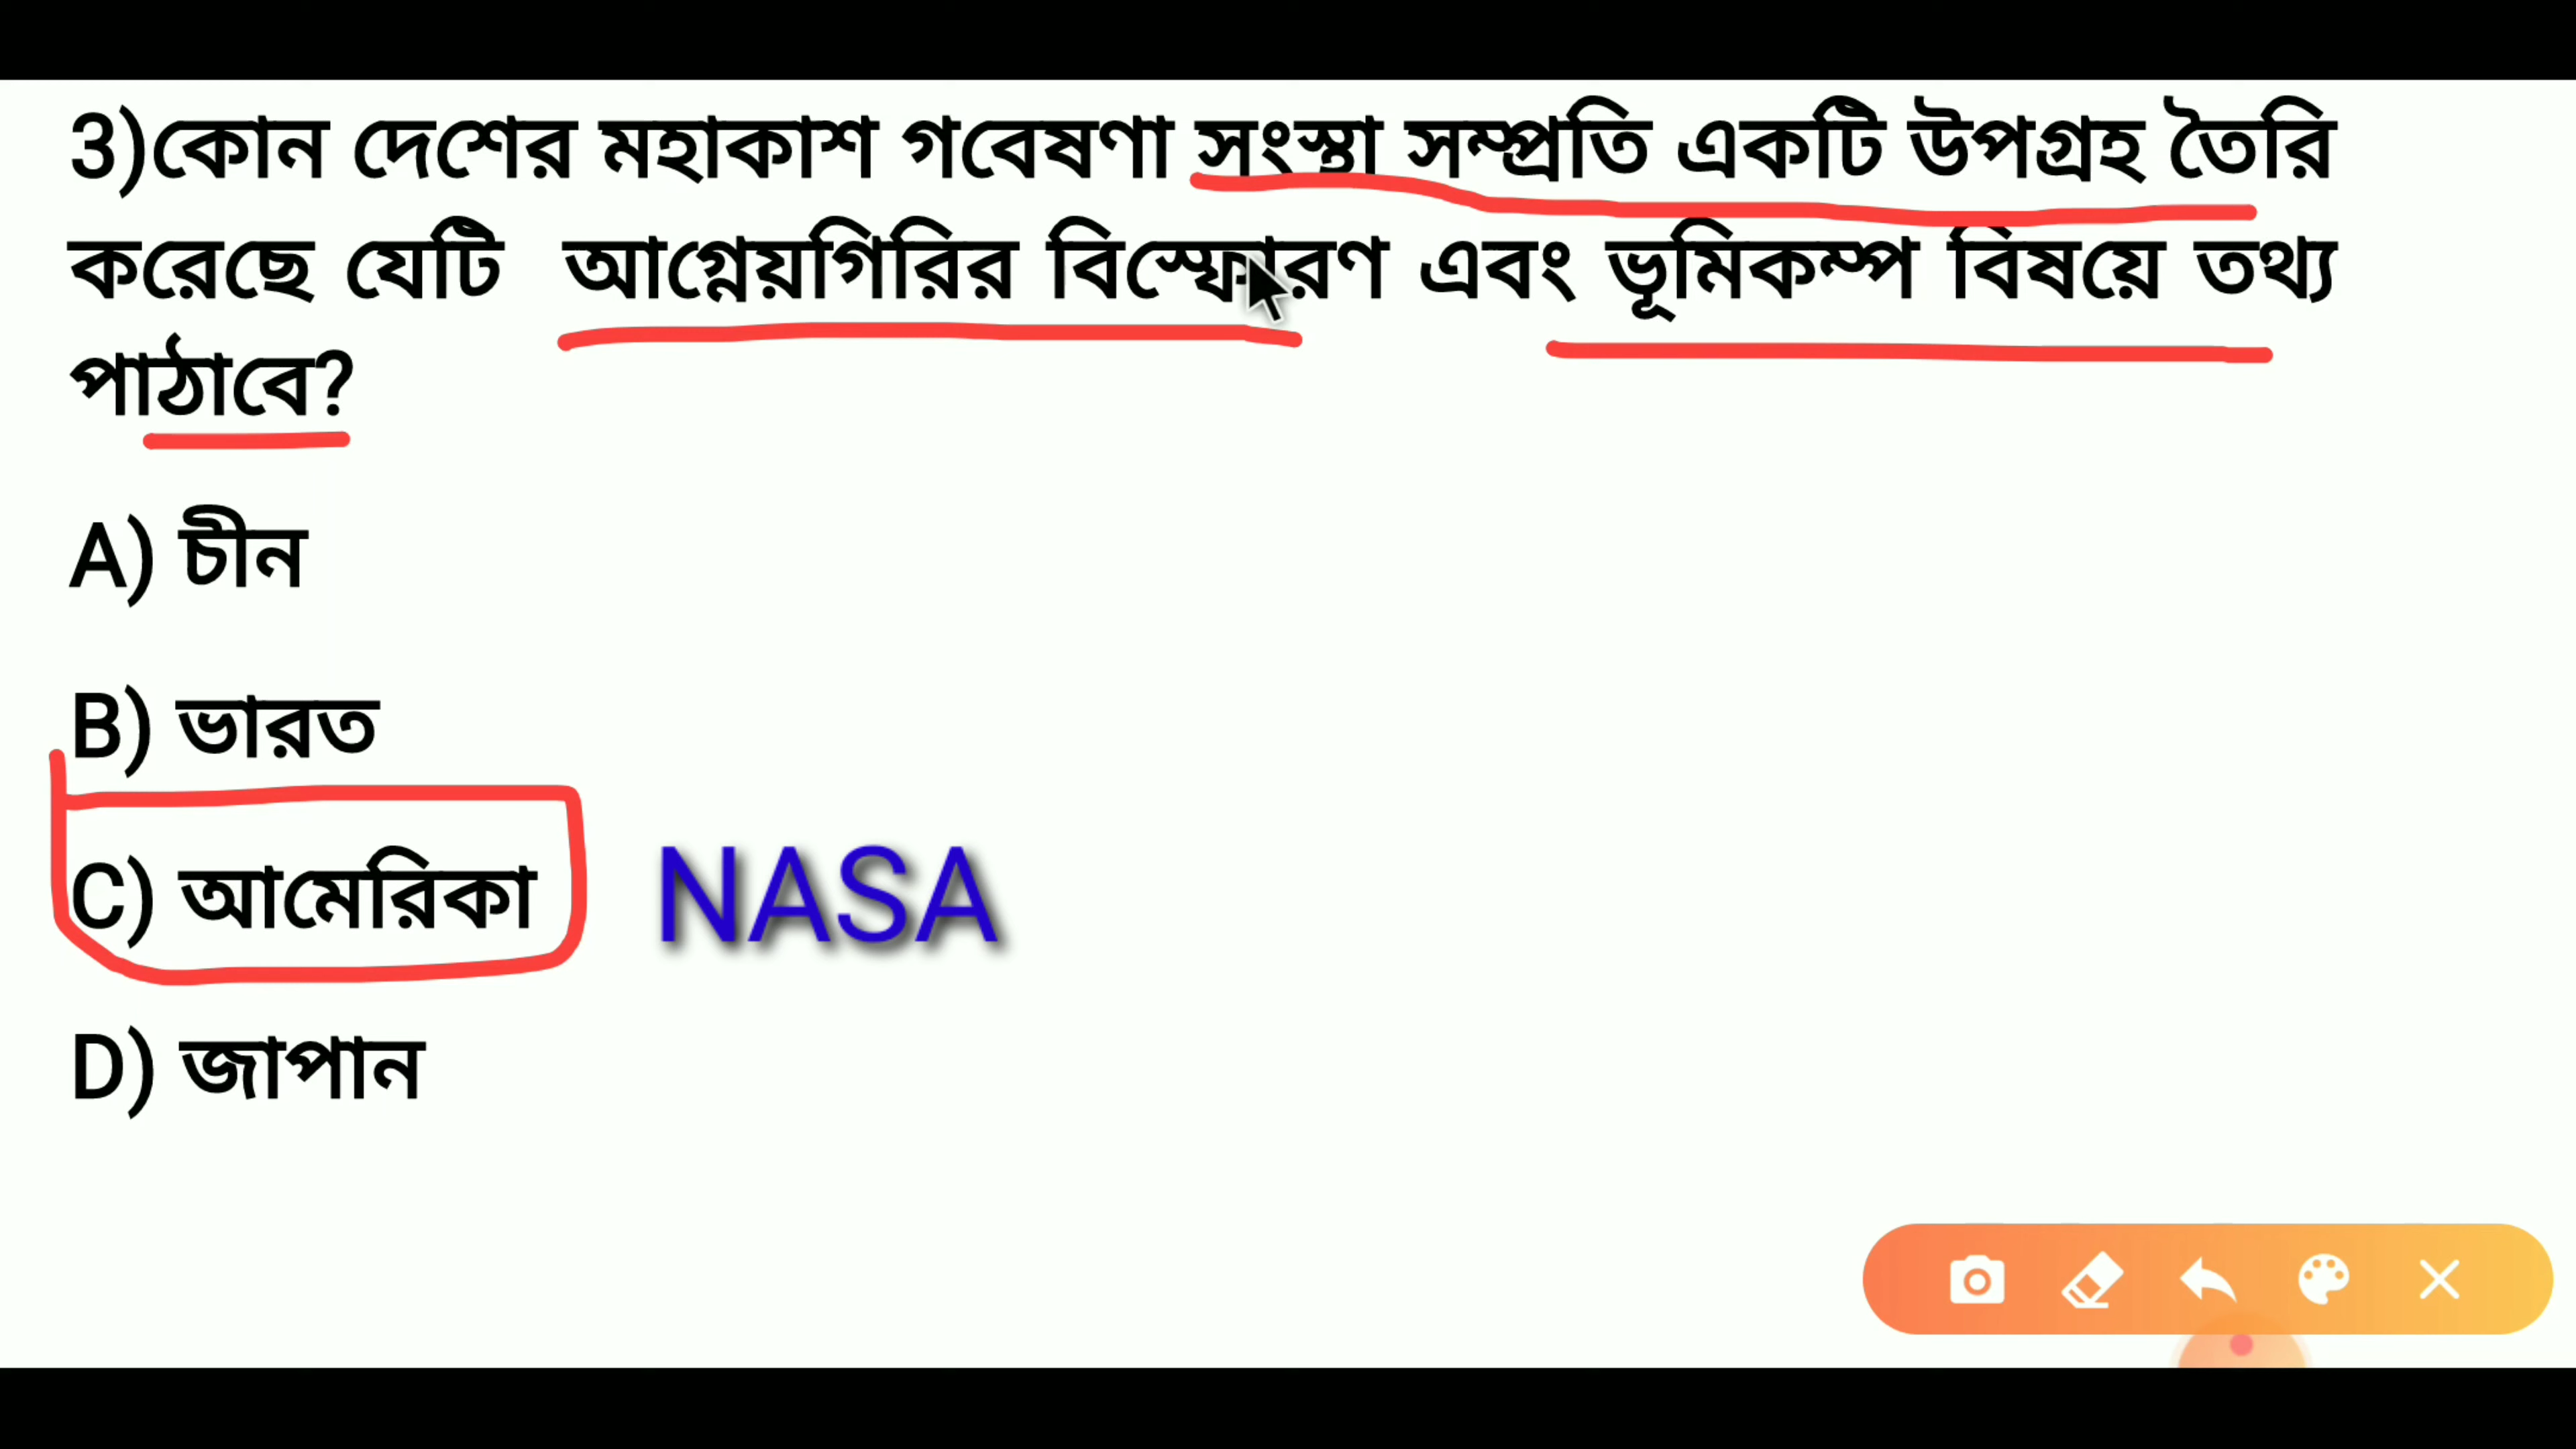 3)কোন দেশের মহাকাশ গবেষণা সংস্তা সম্প্রতি একটি উপগ্রহ তৈরি
করেছে যেটি আগ্নেয়গিরির বিস্ফোরণ এবং ভূমিকম্প বিষয়ে তথ্য
পাঠাবে?
A) চীন
B) ভারত
C) আমেরিকা NASA
D) জাপান